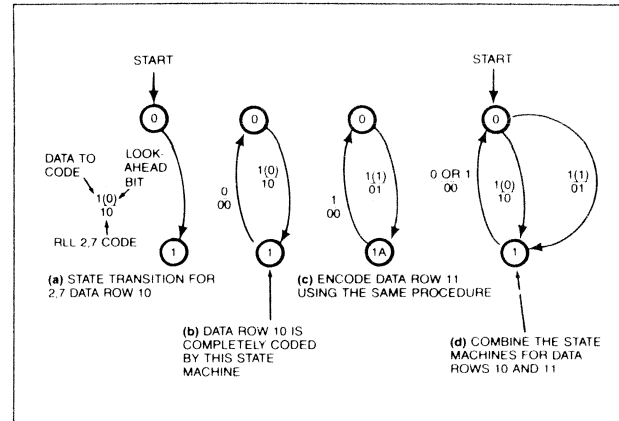 START
0
DATA TO
CODE
LOOK-
AHEAD
BIT
1(0)
10
RLL 2,7 CODE
1
(a) STATE TRANSITION FOR
2,7 DATA ROW 10
0
0
00
1(0)
10
1
(b) DATA ROW 10 IS
COMPLETELY CODED
BY THIS STATE
MACHINE
0
1
00
1(1)
01
1A
(c) ENCODE DATA ROW 11
USING THE SAME PROCEDURE
START
0
0 OR 1
00
1(0)
10
1(1)
01
1
(d) COMBINE THE STATE
MACHINES FOR DATA
ROWS 10 AND 11